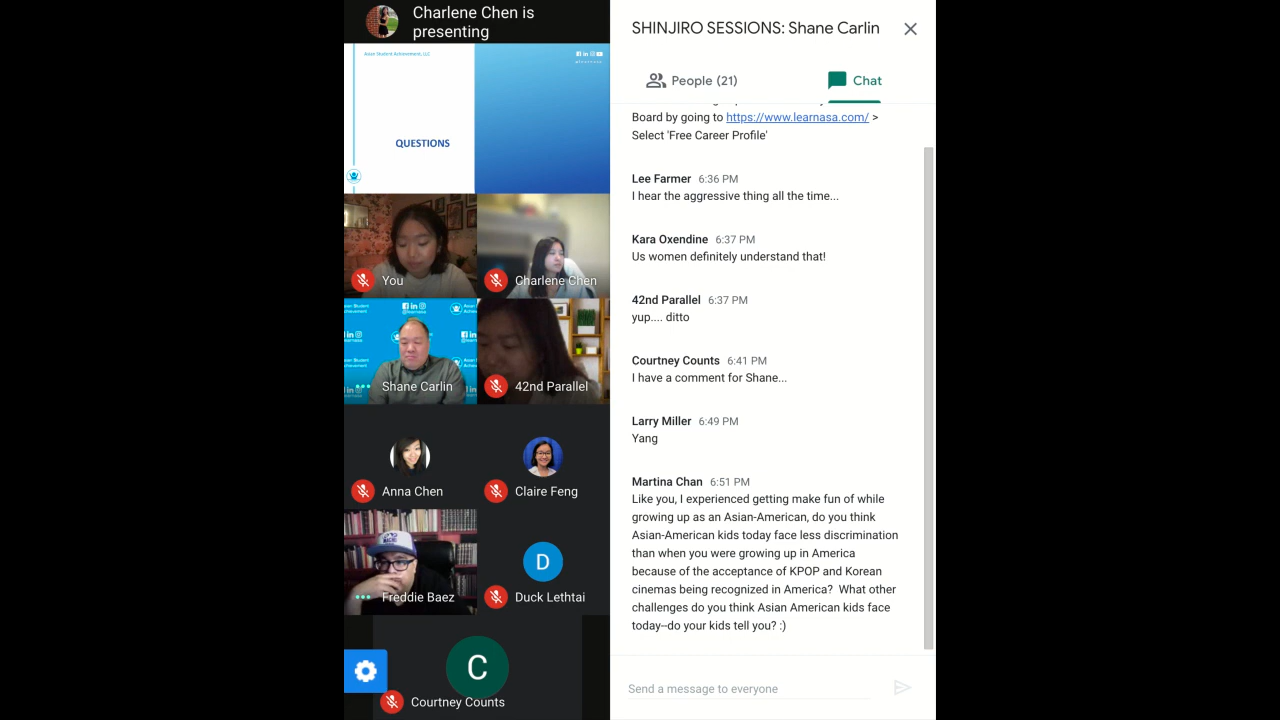 Charlene Chen is
presenting
Asian Student Achievement, LLC
QUESTIONS
You
Charlene Chen
Shane Carlin
42nd Parallel
Anna Chen
Claire Feng
Freddie Baez
D
Duck Lethtai
C
Courtney Counts
SHINJIRO SESSIONS: Shane Carlin
People (21)
Chat
Board by going to https://www.learnasa.com/ >
Select 'Free Career Profile'
Lee Farmer 6:36 PM
I hear the aggressive thing all the time...
Kara Oxendine 6:37 PM
Us women definitely understand that!
42nd Parallel 6:37 PM
yup.... ditto
Courtney Counts 6:41 PM
I have a comment for Shane...
Larry Miller 6:49 PM
Yang
Martina Chan 6:51 PM
Like you, I experienced getting make fun of while
growing up as an Asian-American, do you think
Asian-American kids today face less discrimination
than when you were growing up in America
because of the acceptance of KPOP and Korean
cinemas being recognized in America?  What other
challenges do you think Asian American kids face
today--do your kids tell you? :)
Send a message to everyone